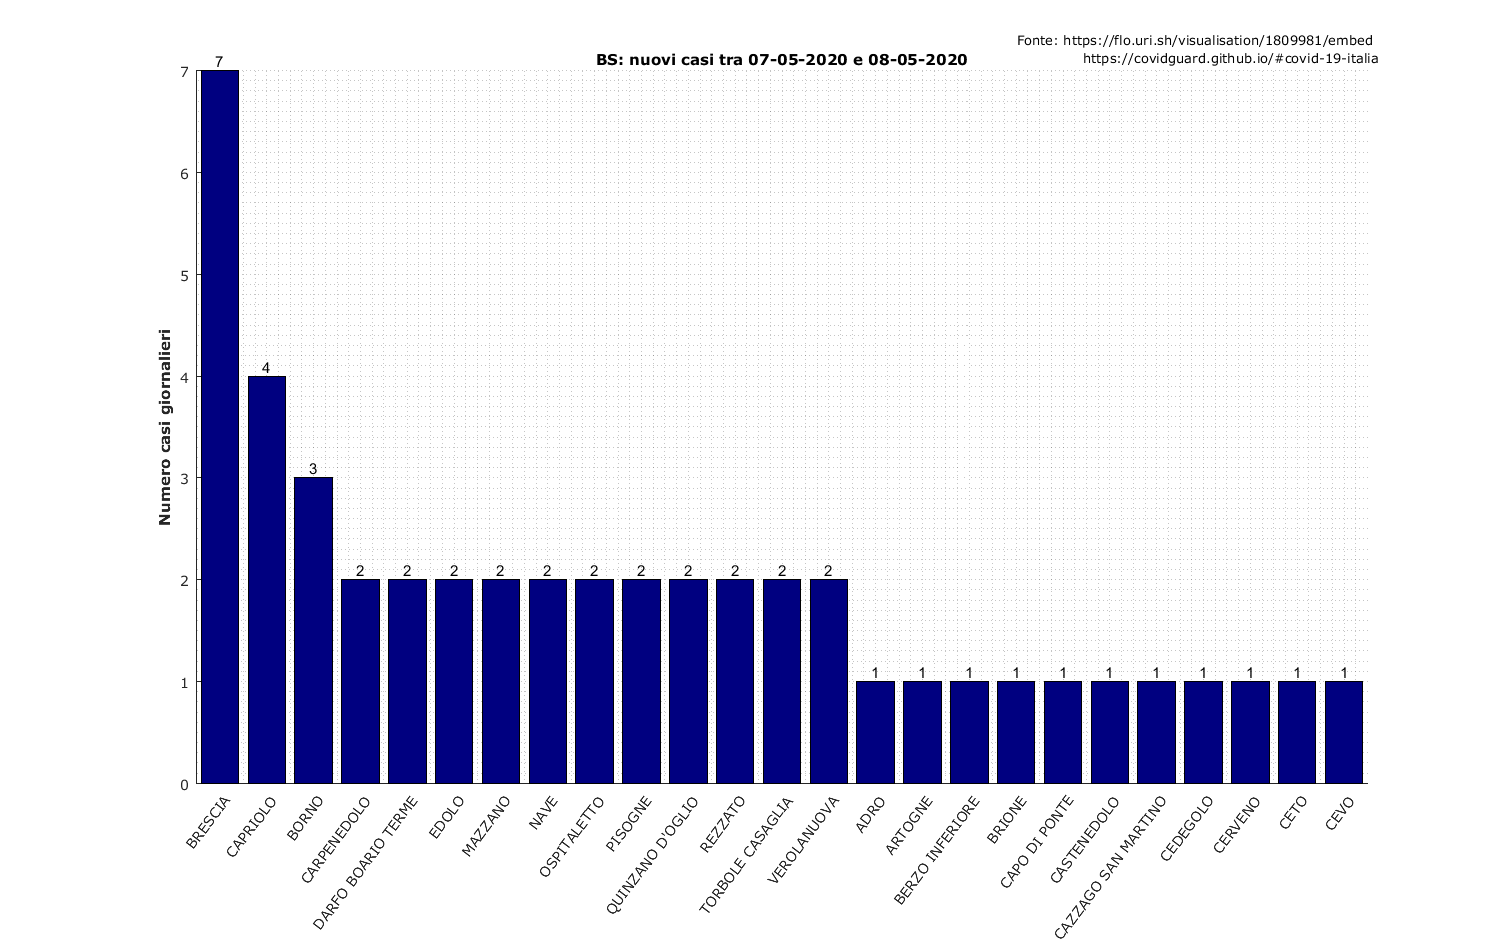 Fonte: https://flo.uri.sh/visualisation/1809981/embed
https://covidguard.github.io/#covid-19-italia
BS: nuovi casi tra 07-05-2020 e 08-05-2020
Numero casi giornalieri
7
6
5
4
3
2
1
0
7
4
3
2
2
2
2
2
2
2
2
2
2
2
1
1
1
1
1
1
1
1
1
1
1
BRESCIA
CAPRIOLO
BORNO
CARPENEDOLO
DARFO BOARIO TERME
EDOLO
MAZZANO
NAVE
OSPITALETTO
PISOGNE
QUINZANO D'OGLIO
REZZATO
TORBOLE CASAGLIA
VEROLANUOVA
ADRO
ARTOGNE
BERZO INFERIORE
BRIONE
CAPO DI PONTE
CASTENEDOLO
CAZZAGO SAN MARTINO
CEDEGOLO
CERVENO
CETO
CEVO